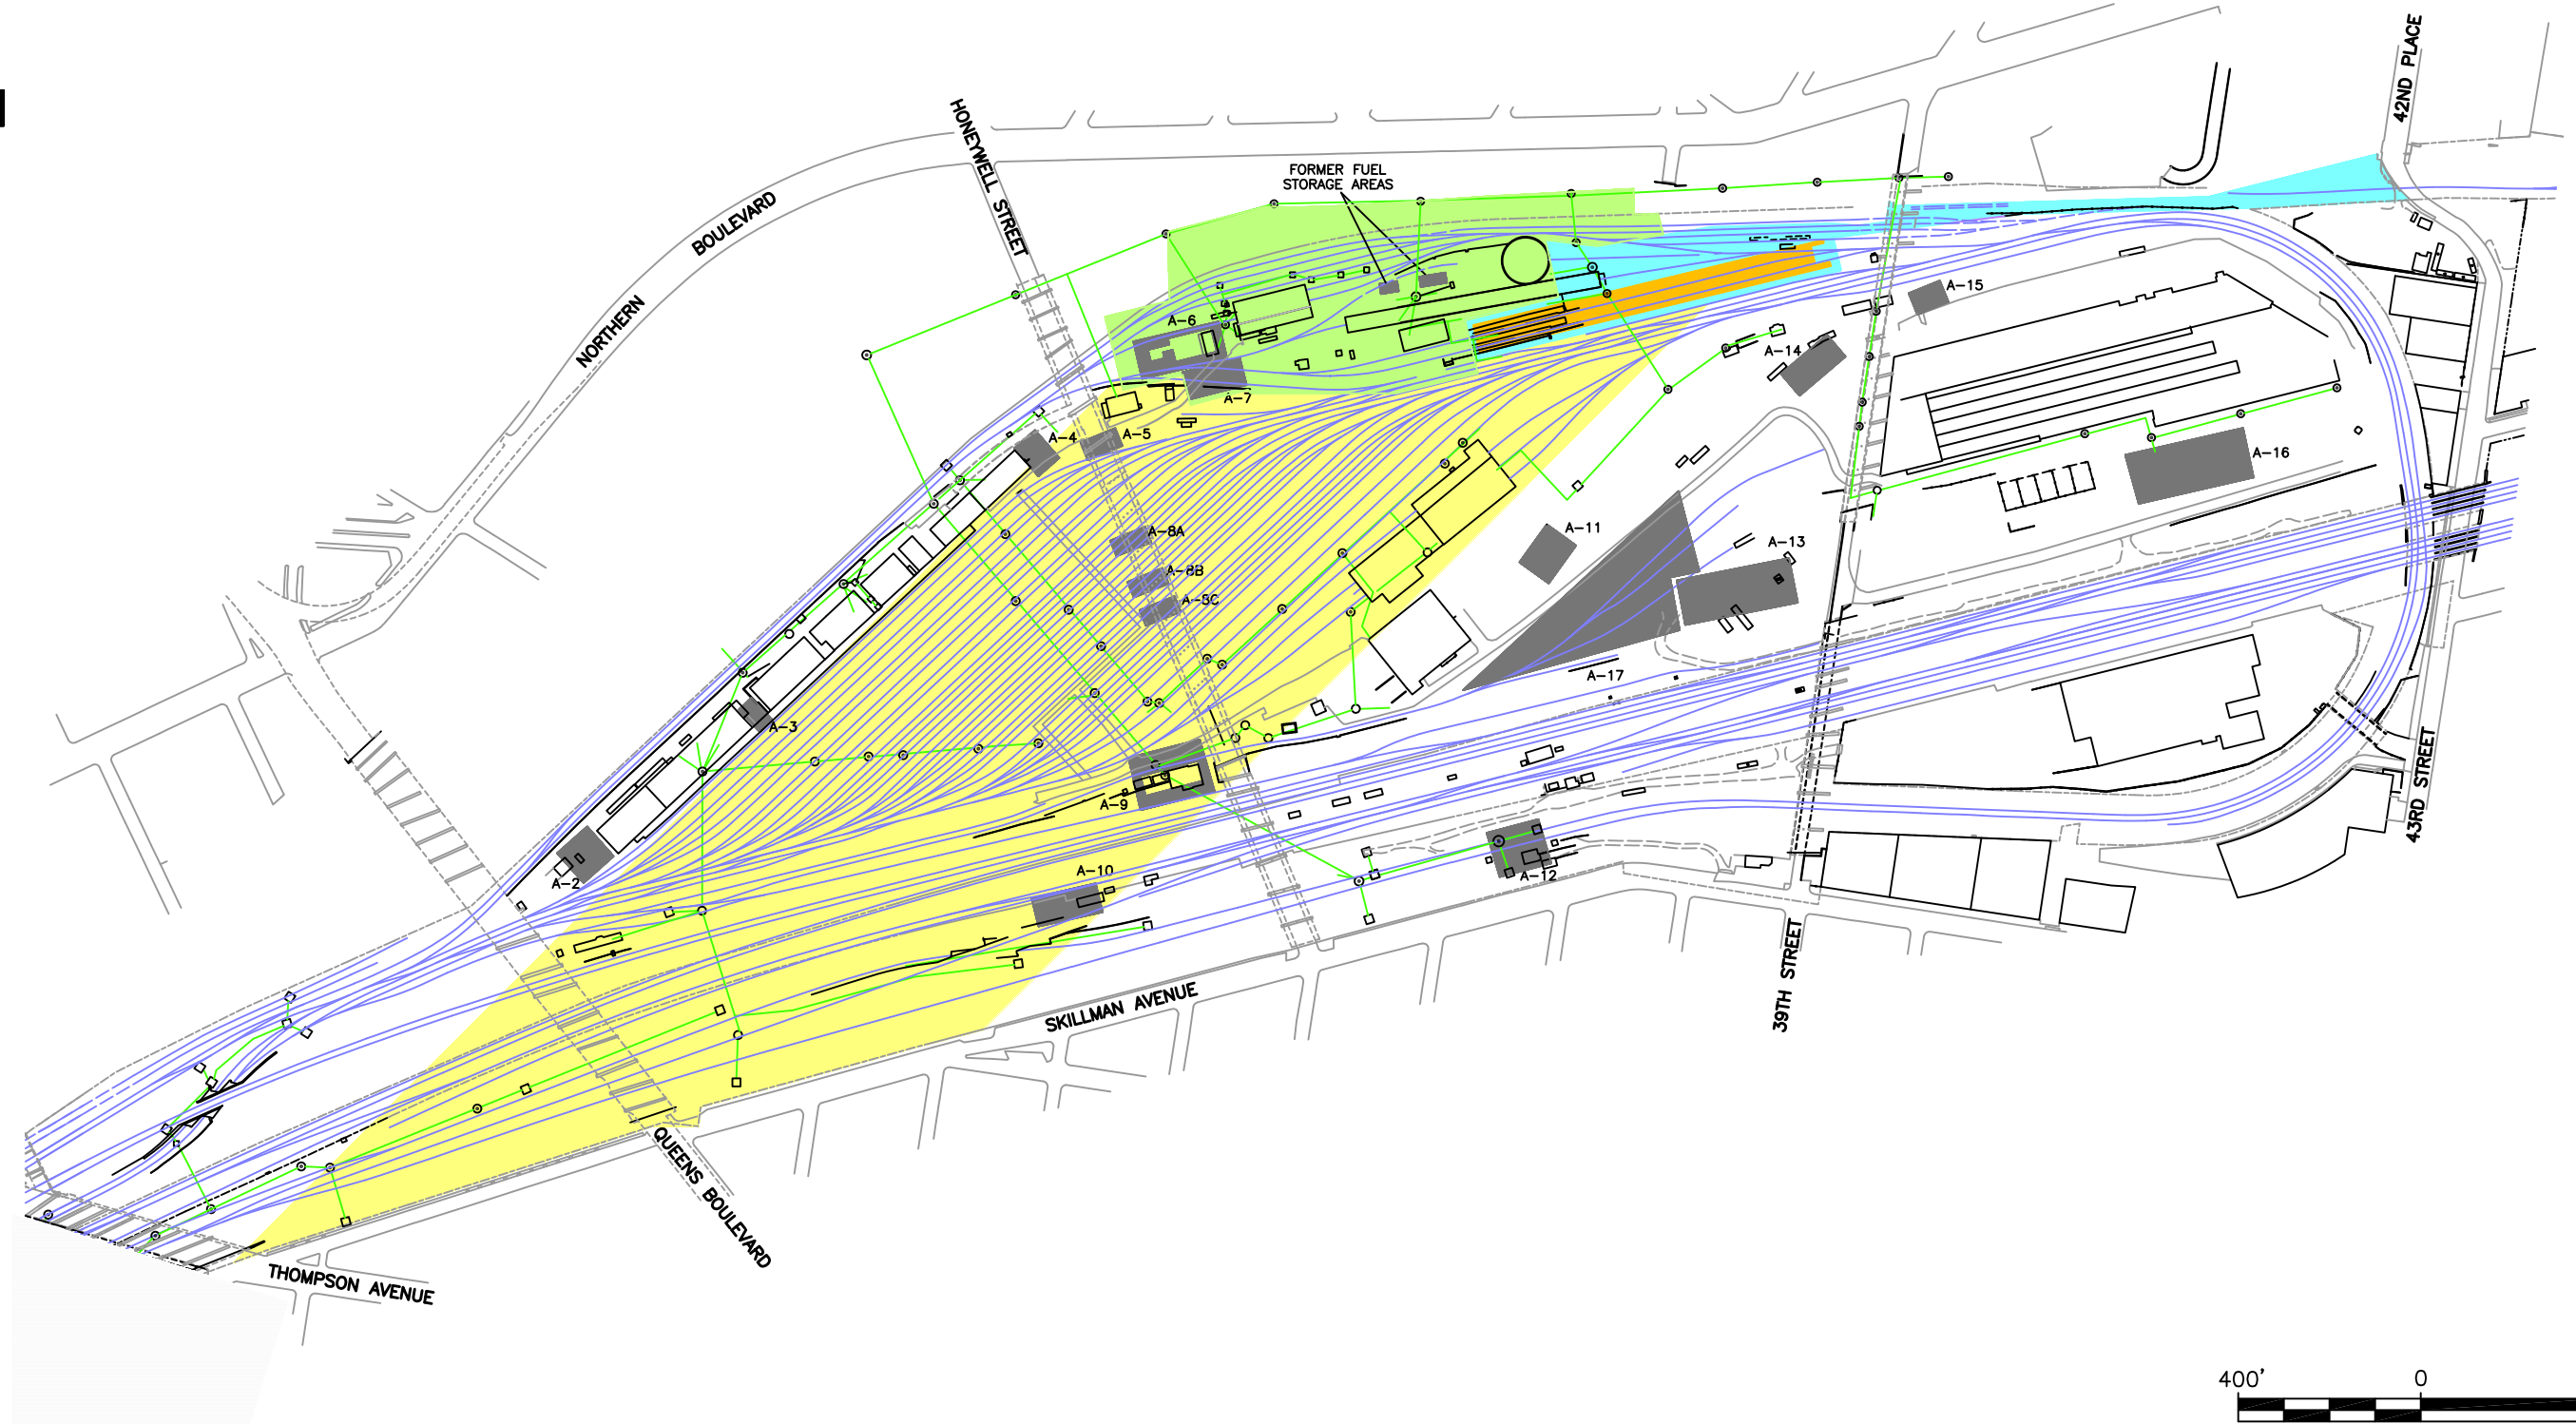 42ND PLACE
HONEYWELL STREET
FORMER FUEL
STORAGE AREAS
BOULEVARD
NORTHERN
A-15
A-6
A-14
A-7
A-4
A-5
A-16
A-8A
A-11
A-13
A-8B
A-8C
A-17
A-3
A-9
43RD STREET
A-10
A-12
A-2
39TH STREET
SKILLMAN AVENUE
QUEENS BOULEVARD
THOMPSON AVENUE
400'
0